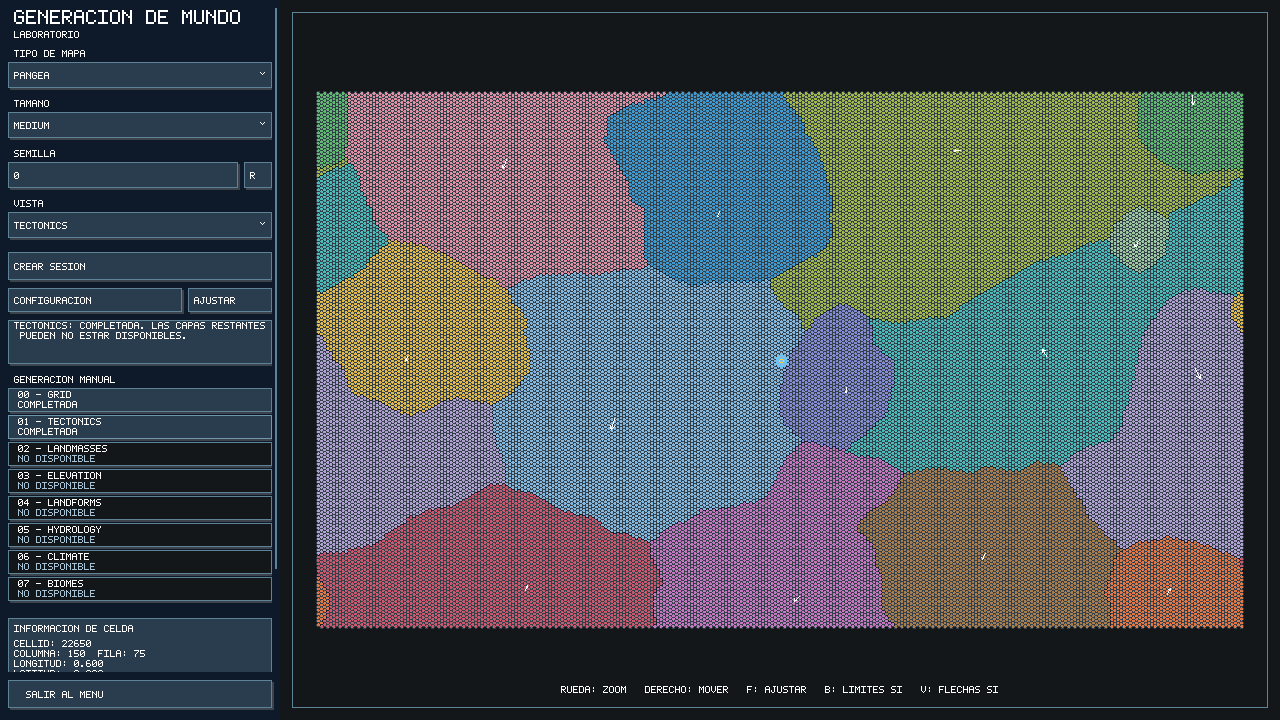 GENERACION DE MUNDO
LABORATORIO
TIPO DE MAPA
PANGEA
TAMANO
MEDIUM
SEMILLA
0
R
VISTA
TECTONICS
CREAR SESION
CONFIGURACION
AJUSTAR
TECTONICS: COMPLETADA. LAS CAPAS RESTANTES
PUEDEN NO ESTAR DISPONIBLES.
GENERACION MANUAL
00 - GRID
COMPLETADA
01 - TECTONICS
COMPLETADA
02 - LANDMASSES
NO DISPONIBLE
03 - ELEVATION
NO DISPONIBLE
04 - LANDFORMS
NO DISPONIBLE
05 - HYDROLOGY
NO DISPONIBLE
06 - CLIMATE
NO DISPONIBLE
07 - BIOMES
NO DISPONIBLE
INFORMACION DE CELDA
CELLID: 22650
COLUMNA: 150 FILA: 75
LONGITUD: 0.600
SALIR AL MENU
RUEDA: ZOOM DERECHO: MOVER F: AJUSTAR B: LIMITES SI V: FLECHAS SI